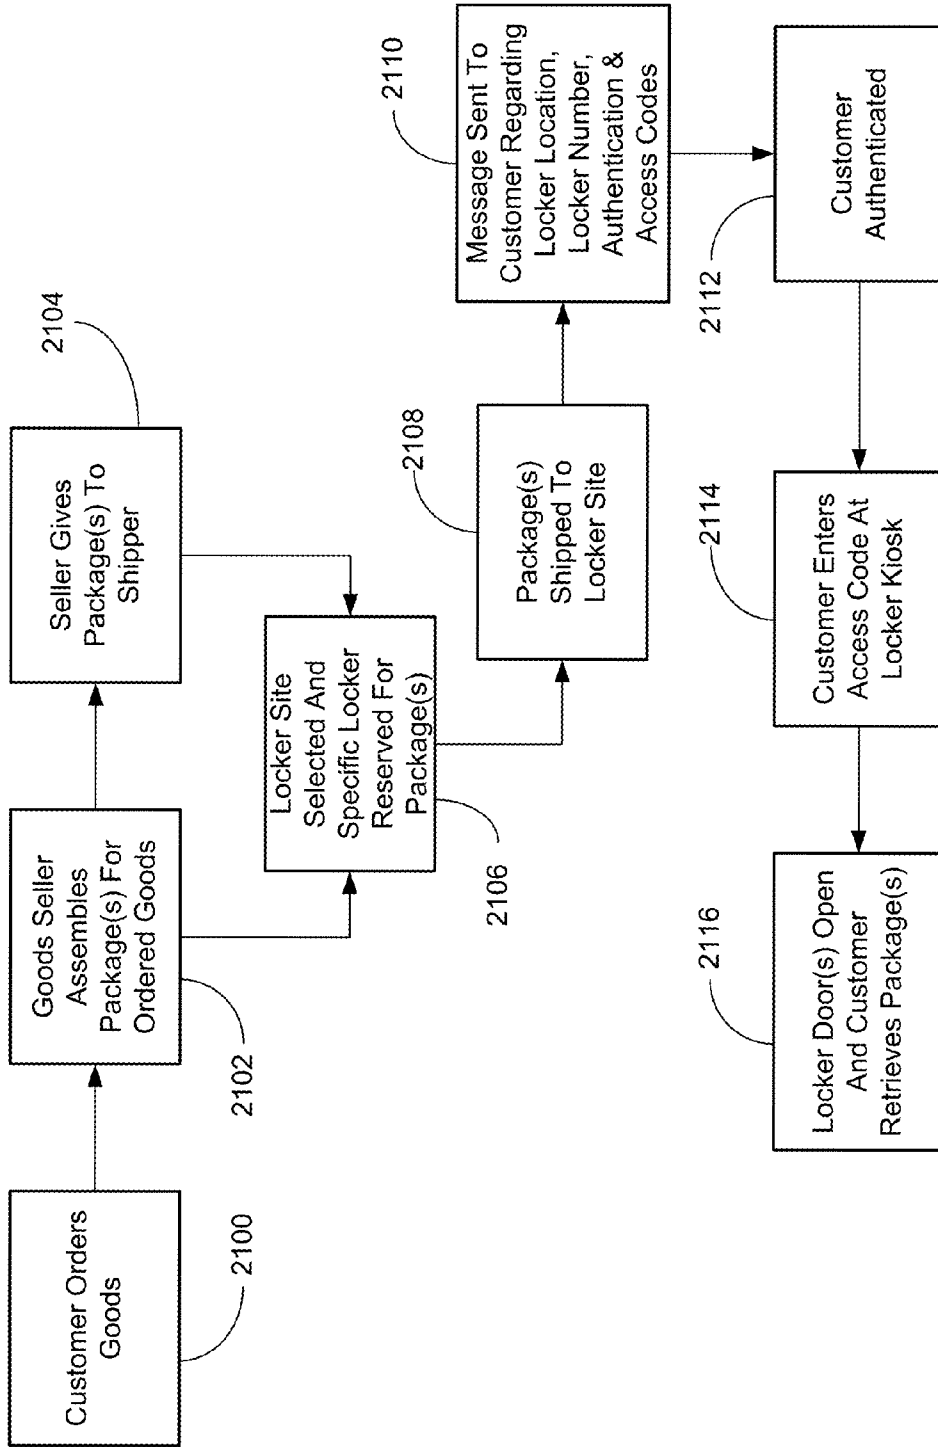 Customer Orders
Goods
2100
Goods Seller
Assembles
Package(s) For
Ordered Goods
2102
Seller Gives
Package(s) To
Shipper
2104
Locker Site
Selected And
Specific Locker
Reserved For
Package(s)
2106
Package(s)
Shipped To
Locker Site
2108
Message Sent To
Customer Regarding
Locker Location,
Locker Number,
Authentication &
Access Codes
2110
Customer
Authenticated
2112
Customer Enters
Access Code At
Locker Kiosk
2114
Locker Door(s) Open
And Customer
Retrieves Package(s)
2116